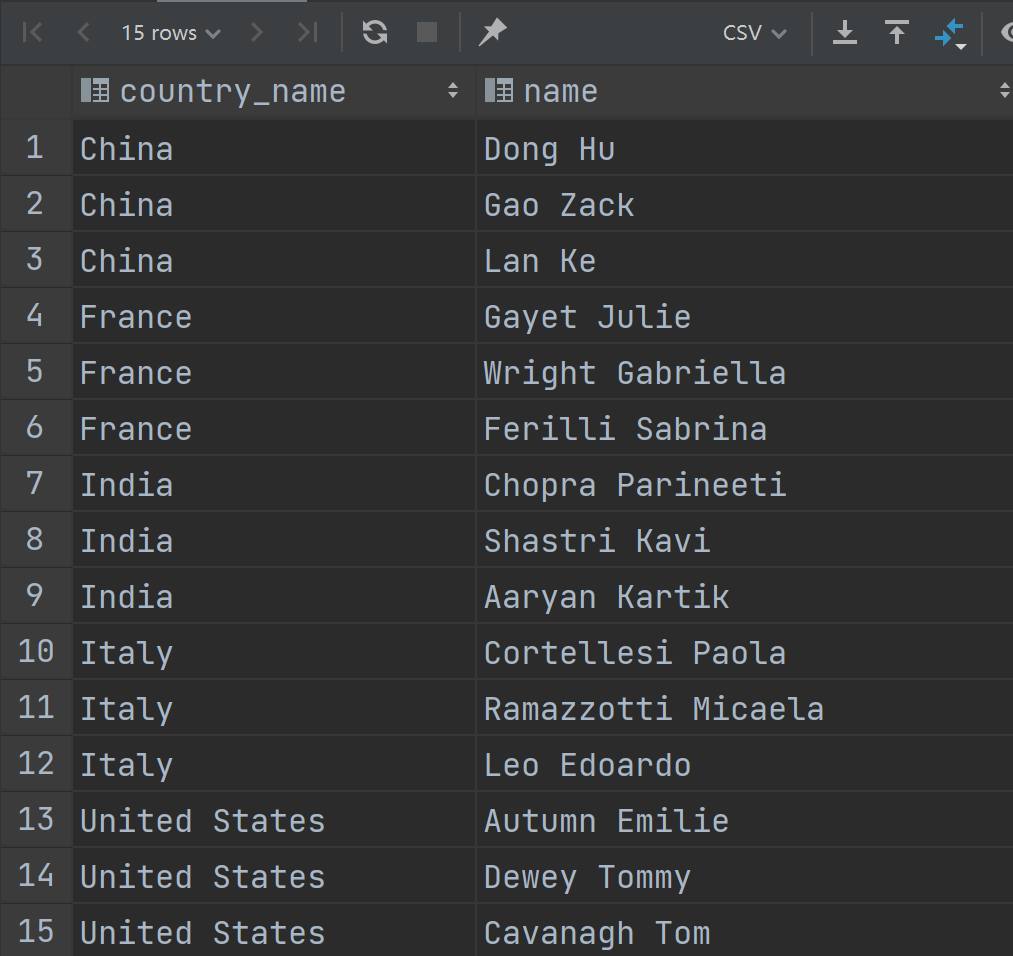 15 rows CSV
country_name name
1 China Dong Hu
2 China Gao Zack
3 China Lan Ke
4 France Gayet Julie
5 France Wright Gabriella
6 France Ferilli Sabrina
7 India Chopra Parineeti
8 India Shastri Kavi
9 India Aaryan Kartik
10 Italy Cortellesi Paola
11 Italy Ramazzotti Micaela
12 Italy Leo Edoardo
13 United States Autumn Emilie
14 United States Dewey Tommy
15 United States Cavanagh Tom